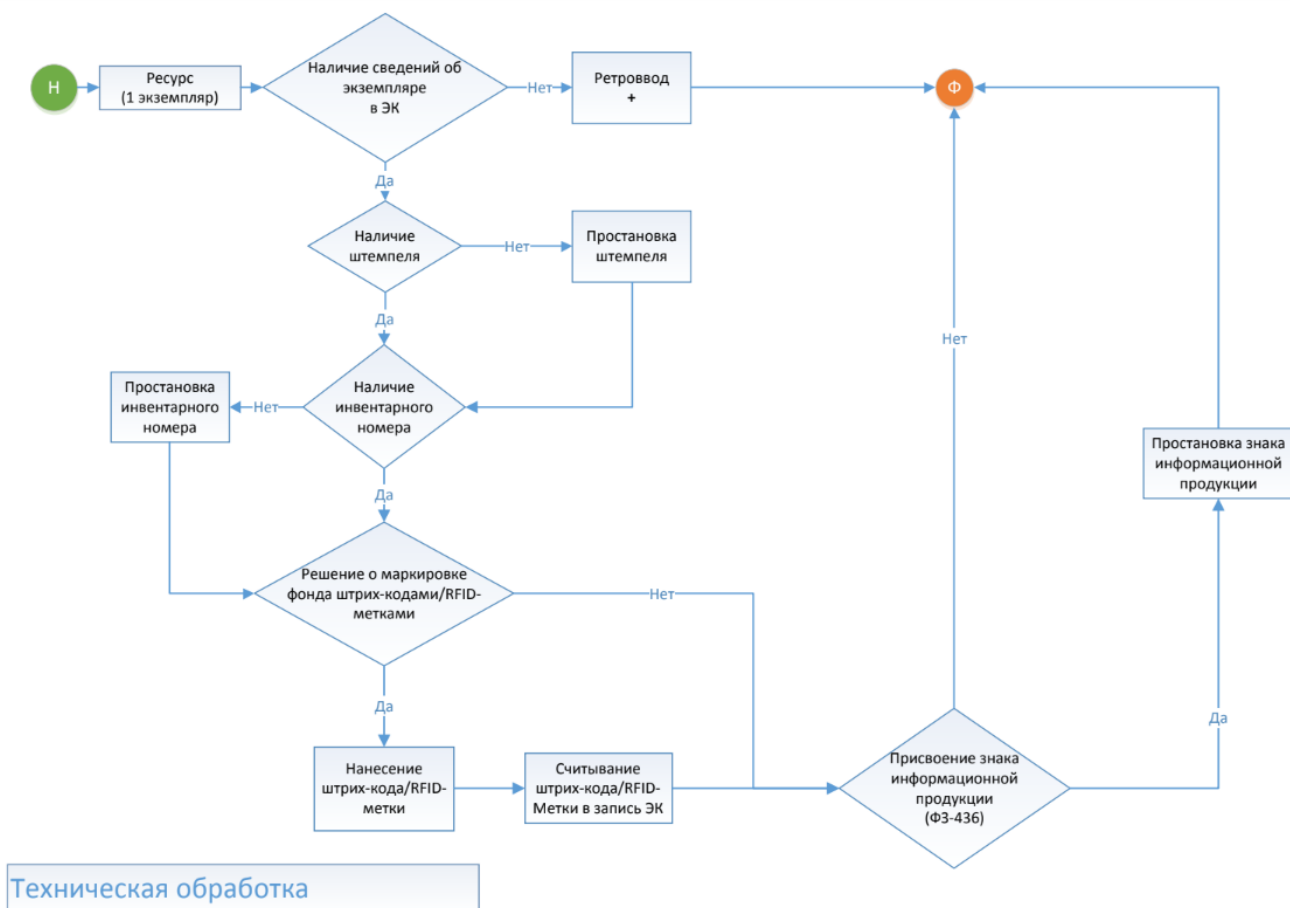 Н
Ресурс
(1 экземпляр)
Наличие сведений об
экземпляре
в ЭК
Нет
Ретроввод
+
Ф
Да
Наличие
штемпеля
Нет
Простановка
штемпеля
Да
Нет
Простановка
инвентарного
номера
Нет
Наличие
инвентарного
номера
Простановка знака
информационной
продукции
Да
Решение о маркировке
фонда штрих-кодами/RFID-
метками
Нет
Да
Да
Нанесение
штрих-кода/RFID-
метки
Считывание
штрих-кода/RFID-
Метки в запись ЭК
Присвоение знака
информационной
продукции
(ФЗ-436)
Техническая обработка